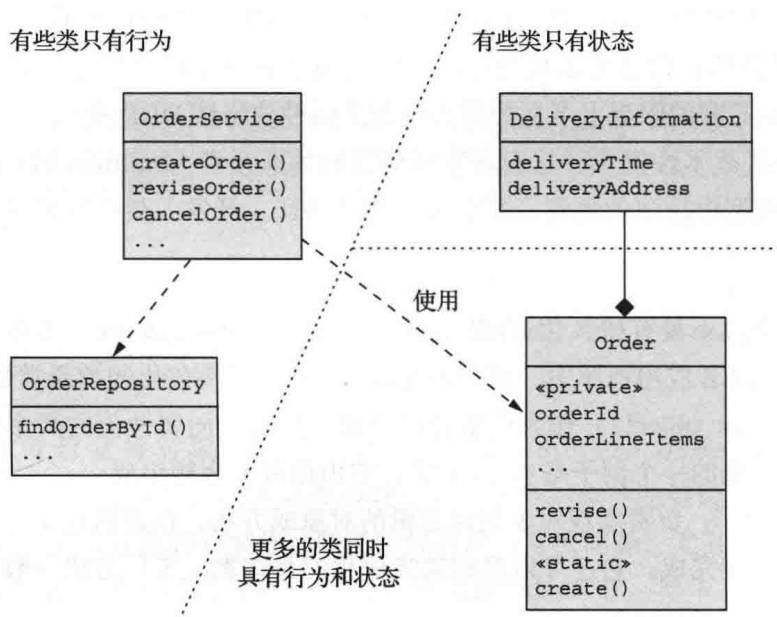 有些类只有行为
有些类只有状态
OrderService
createOrder()
reviseOrder()
cancelOrder()
...
DeliveryInformation
deliveryTime
deliveryAddress
使用
OrderRepository
findOrderById()
...
Order
«private»
orderId
orderLineItems
...
revise()
cancel()
«static»
create()
更多的类同时
具有行为和状态